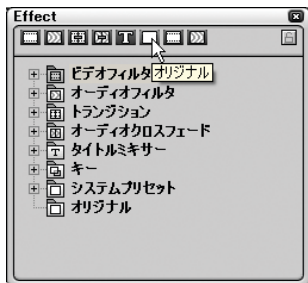 Effect
T
ビデオフィルタ オリジナル
オーディオフィルタ
トランジション
オーディオクロスフェード
T タイトルミキサー
キー
システムプリセット
オリジナル